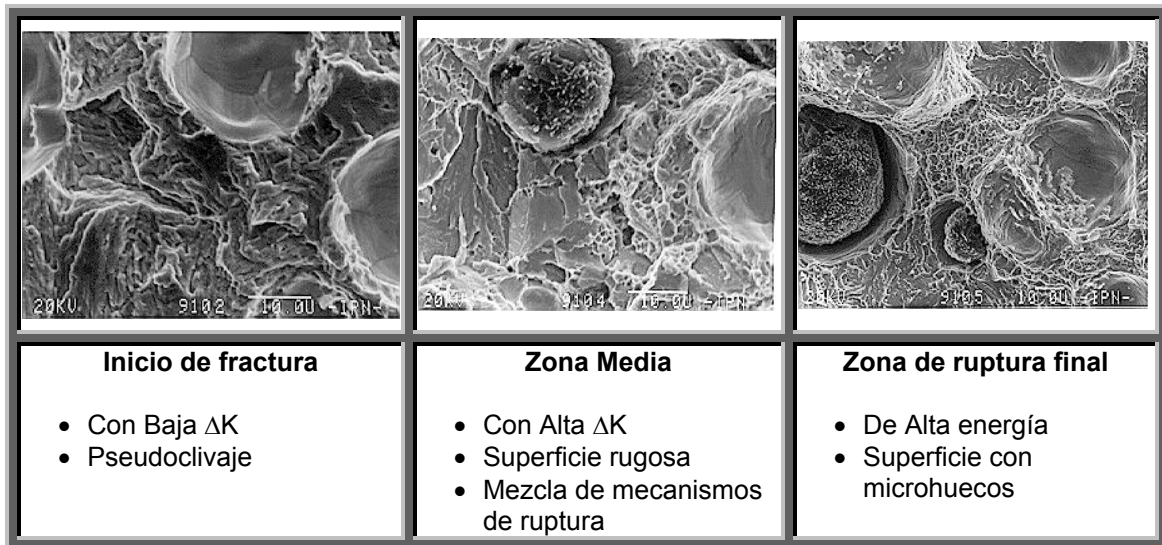 20KV 9102 10.0U -IPN-
20KV 9104 10.0U -IPN-
20KV 9105 10.0U -IPN-
Inicio de fractura
• Con Baja ΔK
• Pseudoclivaje
Zona Media
• Con Alta ΔK
• Superficie rugosa
• Mezcla de mecanismos
de ruptura
Zona de ruptura final
• De Alta energía
• Superficie con
microhuecos